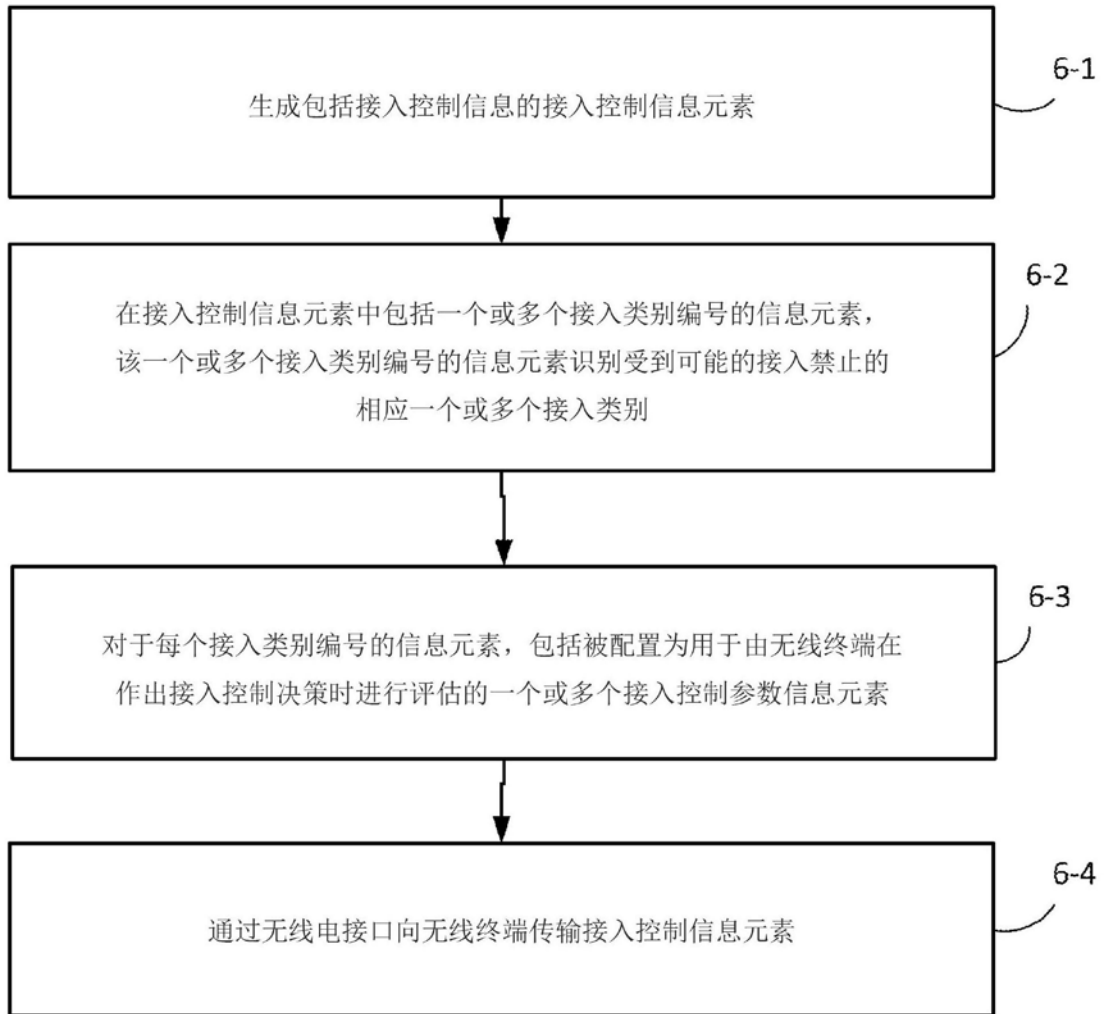 生成包括接入控制信息的接入控制信息元素
6-1
在接入控制信息元素中包括一个或多个接入类别编号的信息元素，
该一个或多个接入类别编号的信息元素识别受到可能的接入禁止的
相应一个或多个接入类别
6-2
对于每个接入类别编号的信息元素，包括被配置为用于由无线终端在
作出接入控制决策时进行评估的一个或多个接入控制参数信息元素
6-3
通过无线电接口向无线终端传输接入控制信息元素
6-4